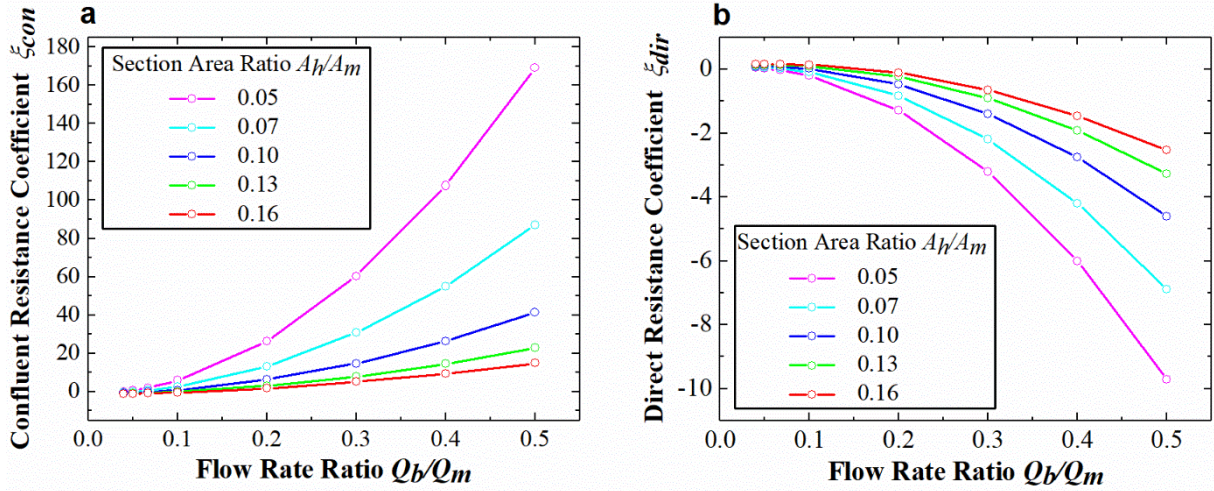 a
Confluent Resistance Coefficient ξcon
180
160
140
120
100
80
60
40
20
0
Section Area Ratio Ah/Am
0.05
0.07
0.10
0.13
0.16
0.0 0.1 0.2 0.3 0.4 0.5
Flow Rate Ratio Qb/Qm
b
Direct Resistance Coefficient ξdir
0
-2
-4
-6
-8
-10
Section Area Ratio Ah/Am
0.05
0.07
0.10
0.13
0.16
0.0 0.1 0.2 0.3 0.4 0.5
Flow Rate Ratio Qb/Qm